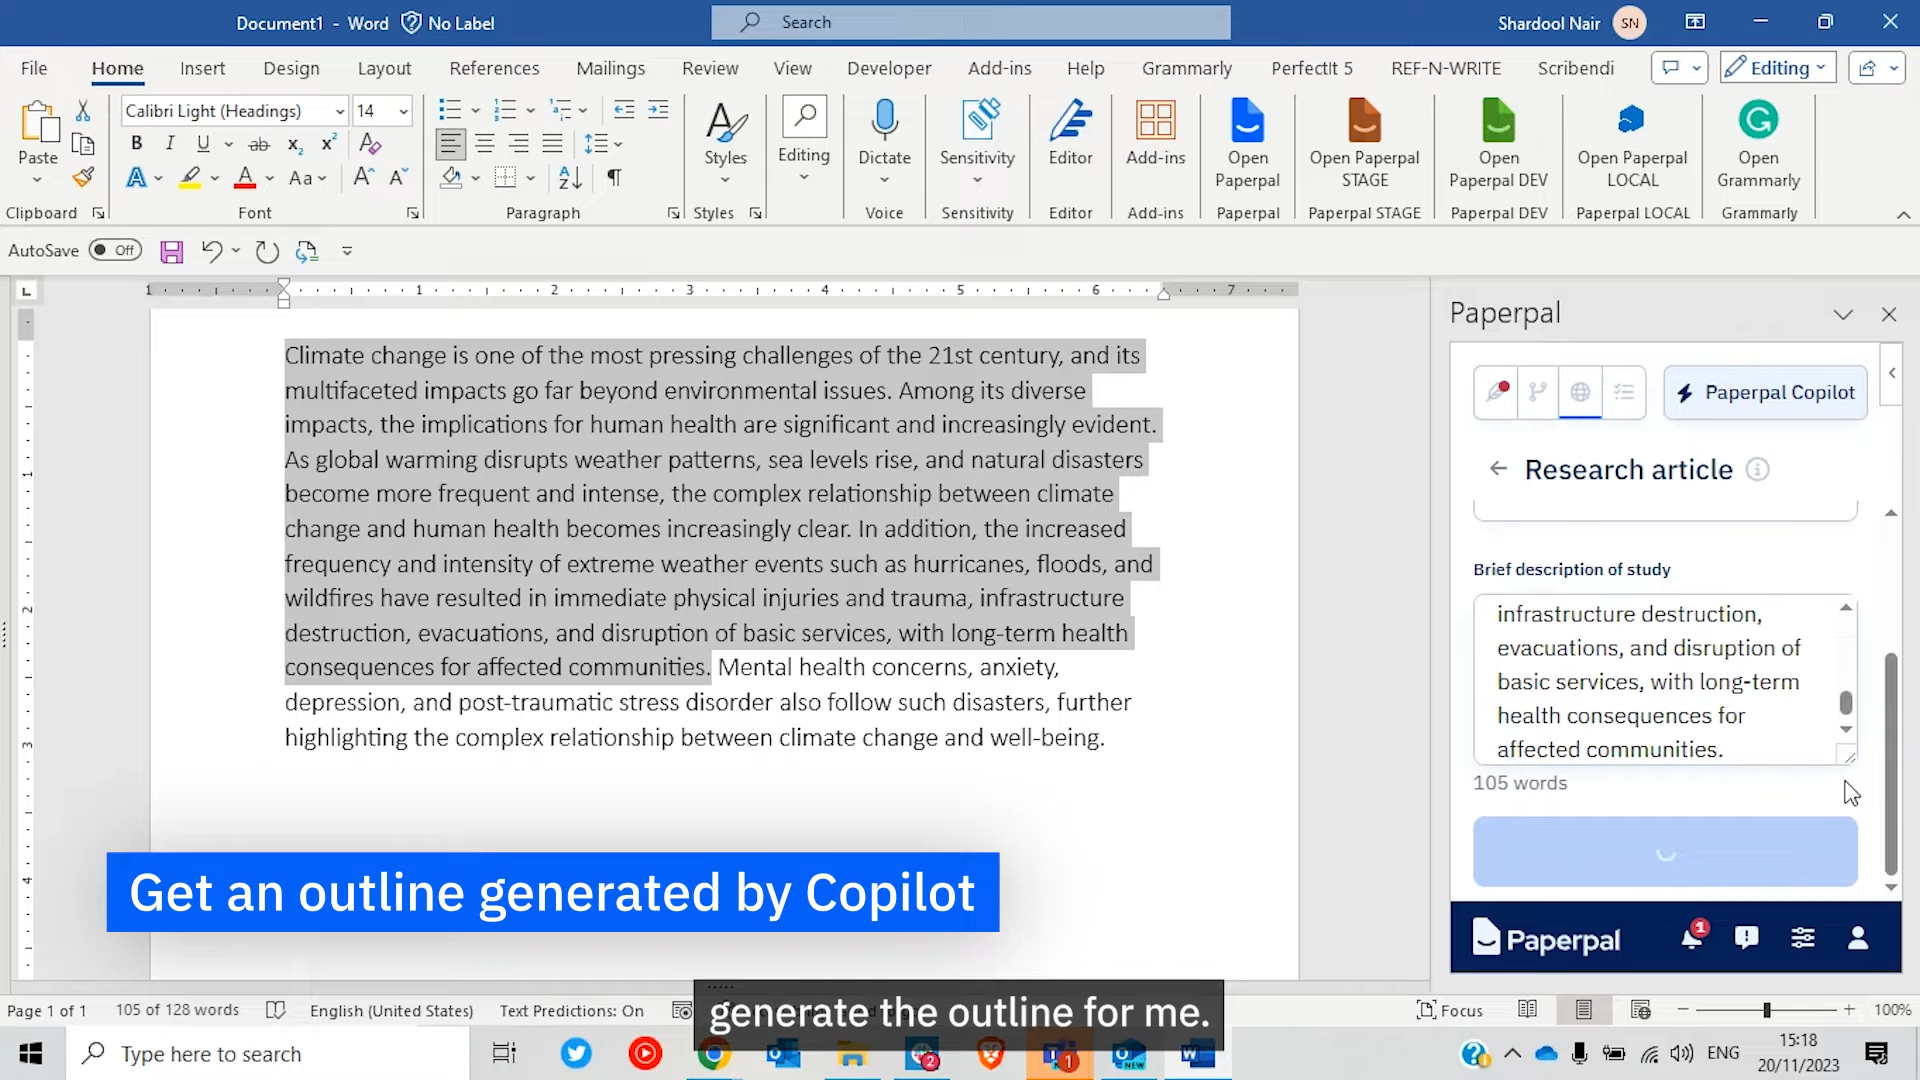 Document1 - Word No Label
Search
Shardool Nair SN
File Home Insert Design Layout References Mailings Review View Developer Add-ins Help Grammarly PerfectIt 5 REF-N-WRITE Scribendi Editing
Paste
Calibri Light (Headings) 14
Styles
Editing
Dictate
Sensitivity
Editor
Add-ins
Open Paperpal
Open Paperpal STAGE
Open Paperpal DEV
Open Paperpal LOCAL
Open Grammarly
Clipboard Font Paragraph Styles Voice Sensitivity Editor Add-ins Paperpal Paperpal STAGE Paperpal DEV Paperpal LOCAL Grammarly
AutoSave Off
1 1 2 3 4 5 6 7
Climate change is one of the most pressing challenges of the 21st century, and its
multifaceted impacts go far beyond environmental issues. Among its diverse
impacts, the implications for human health are significant and increasingly evident.
As global warming disrupts weather patterns, sea levels rise, and natural disasters
become more frequent and intense, the complex relationship between climate
change and human health becomes increasingly clear. In addition, the increased
frequency and intensity of extreme weather events such as hurricanes, floods, and
wildfires have resulted in immediate physical injuries and trauma, infrastructure
destruction, evacuations, and disruption of basic services, with long-term health
consequences for affected communities. Mental health concerns, anxiety,
depression, and post-traumatic stress disorder also follow such disasters, further
highlighting the complex relationship between climate change and well-being.
Paperpal
Paperpal Copilot
Research article
Brief description of study
infrastructure destruction,
evacuations, and disruption of
basic services, with long-term
health consequences for
affected communities.
105 words
Paperpal 1
Get an outline generated by Copilot
generate the outline for me.
Page 1 of 1 105 of 128 words English (United States) Text Predictions: On Focus 100%
Type here to search
2 1 NEW
ENG
15:18
20/11/2023